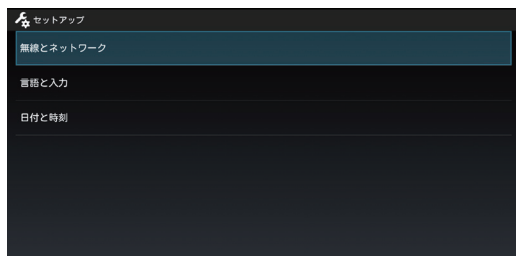 セットアップ
無線とネットワーク
言語と入力
日付と時刻